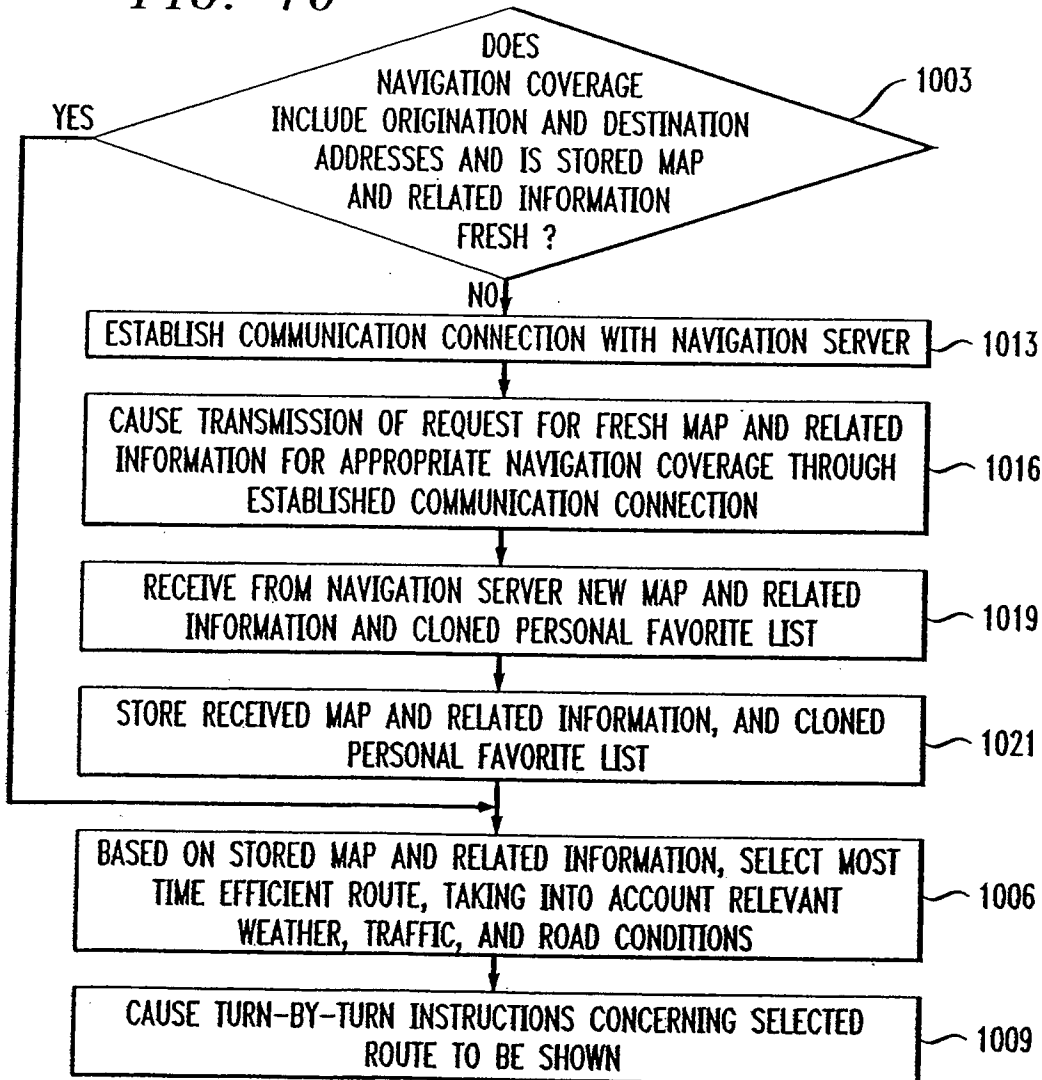 DOES
NAVIGATION COVERAGE
INCLUDE ORIGINATION AND DESTINATION
ADDRESSES AND IS STORED MAP
AND RELATED INFORMATION
FRESH ?
1003
YES
NO
ESTABLISH COMMUNICATION CONNECTION WITH NAVIGATION SERVER
1013
CAUSE TRANSMISSION OF REQUEST FOR FRESH MAP AND RELATED
INFORMATION FOR APPROPRIATE NAVIGATION COVERAGE THROUGH
ESTABLISHED COMMUNICATION CONNECTION
1016
RECEIVE FROM NAVIGATION SERVER NEW MAP AND RELATED
INFORMATION AND CLONED PERSONAL FAVORITE LIST
1019
STORE RECEIVED MAP AND RELATED INFORMATION, AND CLONED
PERSONAL FAVORITE LIST
1021
BASED ON STORED MAP AND RELATED INFORMATION, SELECT MOST
TIME EFFICIENT ROUTE, TAKING INTO ACCOUNT RELEVANT
WEATHER, TRAFFIC, AND ROAD CONDITIONS
1006
CAUSE TURN-BY-TURN INSTRUCTIONS CONCERNING SELECTED
ROUTE TO BE SHOWN
1009